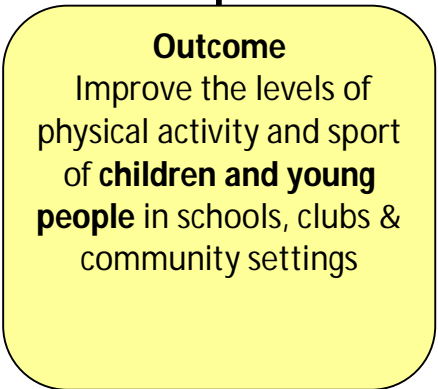 Outcome
Improve the levels of
physical activity and sport
of children and young
people in schools, clubs &
community settings